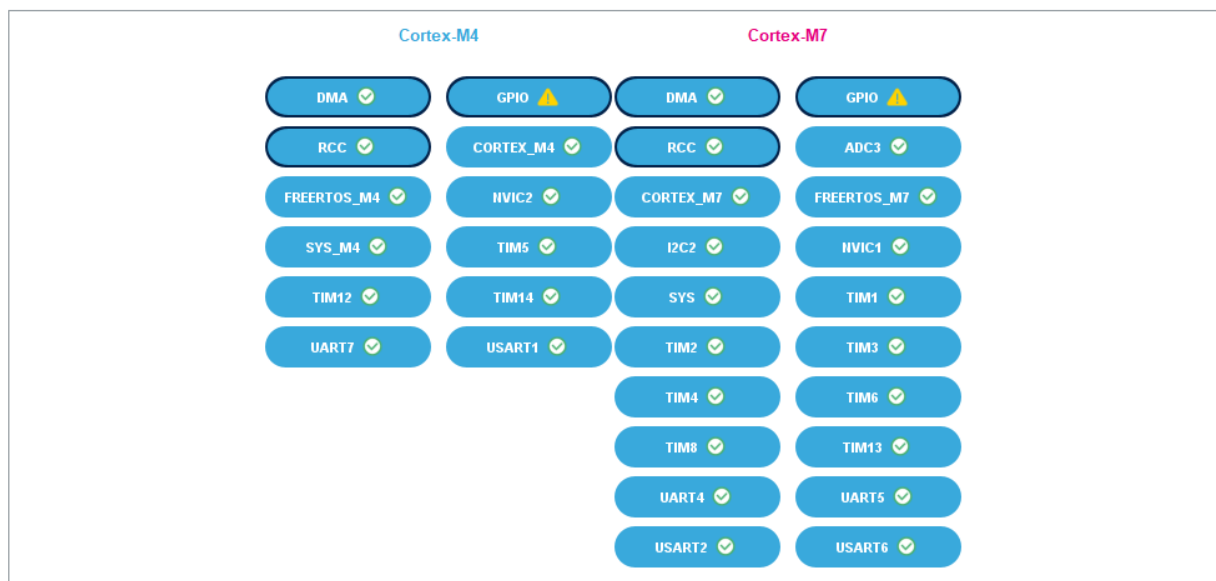 Cortex-M4 Cortex-M7
DMA GPIO DMA GPIO
RCC CORTEX_M4 RCC ADC3
FREERTOS_M4 NVIC2 CORTEX_M7 FREERTOS_M7
SYS_M4 TIM5 I2C2 NVIC1
TIM12 TIM14 SYS TIM1
UART7 USART1 TIM2 TIM3
TIM4 TIM6
TIM8 TIM13
UART4 UART5
USART2 USART6